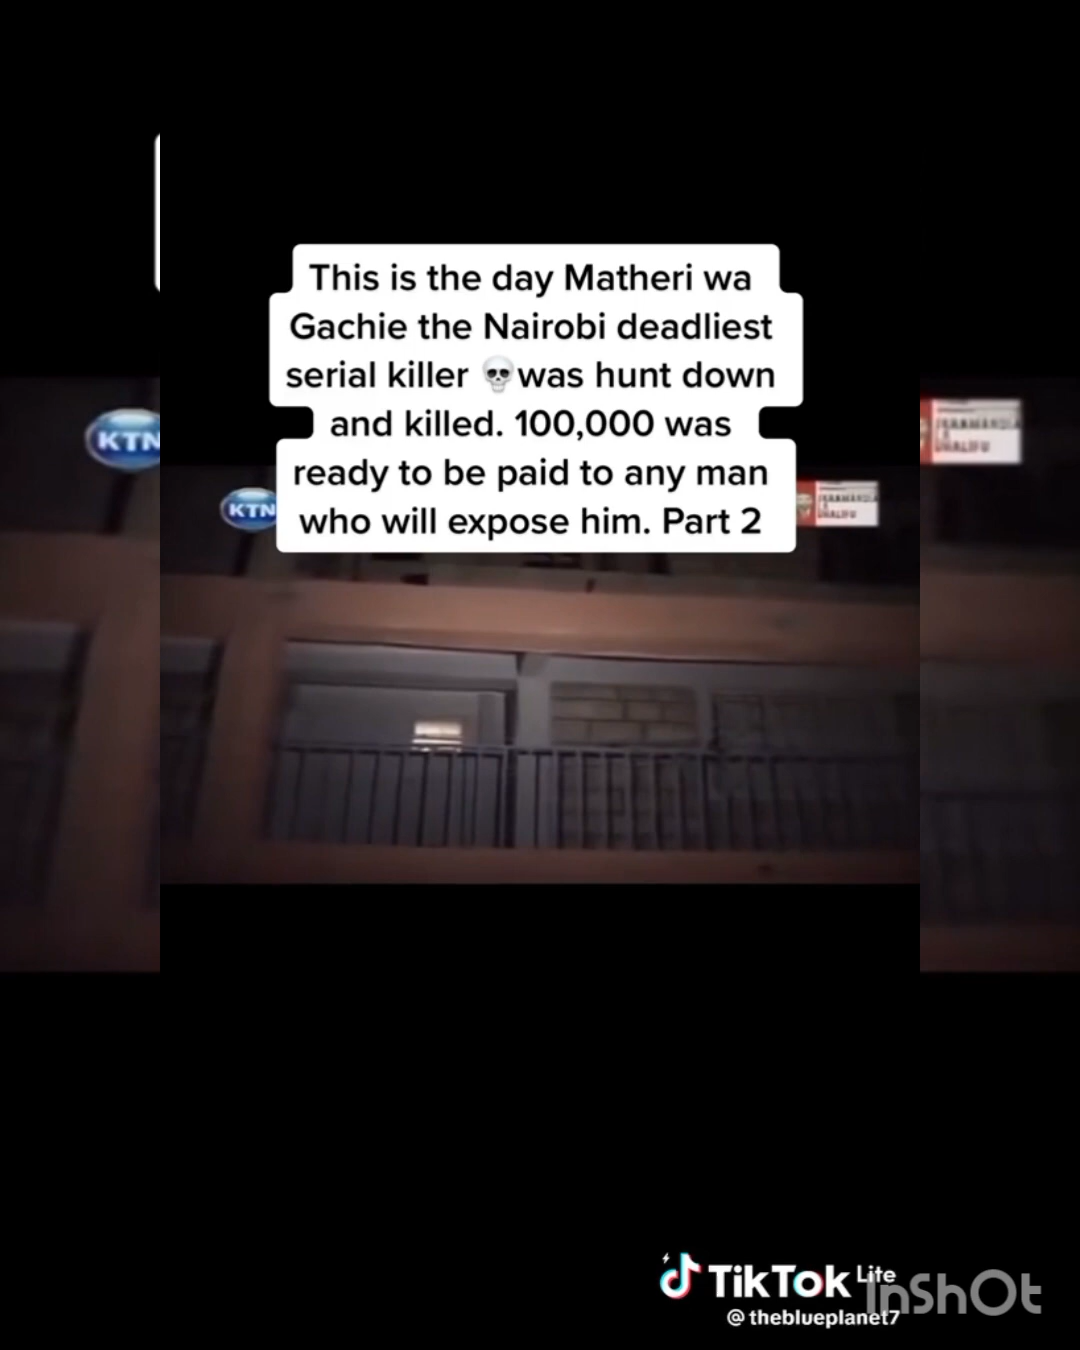 This is the day Matheri wa
Gachie the Nairobi deadliest
serial killer 💀was hunt down
and killed. 100,000 was
ready to be paid to any man
who will expose him. Part 2
KTN
KTN
TikTok Lite
InShOt
@theblueplanet7